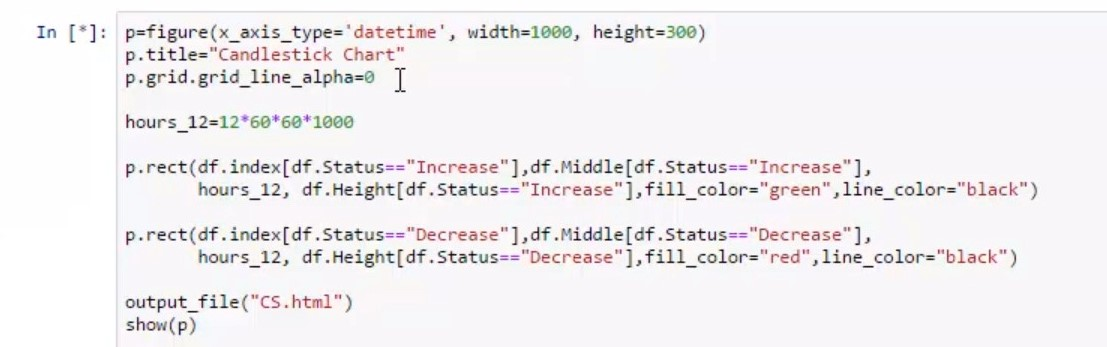 In [*]: p=figure(x_axis_type='datetime', width=1000, height=300)
p.title="Candlestick Chart"
p.grid.grid_line_alpha=0
hours_12=12*60*60*1000
p.rect(df.index[df.Status=="Increase"],df.Middle[df.Status=="Increase"],
hours_12, df.Height[df.Status=="Increase"],fill_color="green",line_color="black")
p.rect(df.index[df.Status=="Decrease"],df.Middle[df.Status=="Decrease"],
hours_12, df.Height[df.Status=="Decrease"],fill_color="red",line_color="black")
output_file("CS.html")
show(p)